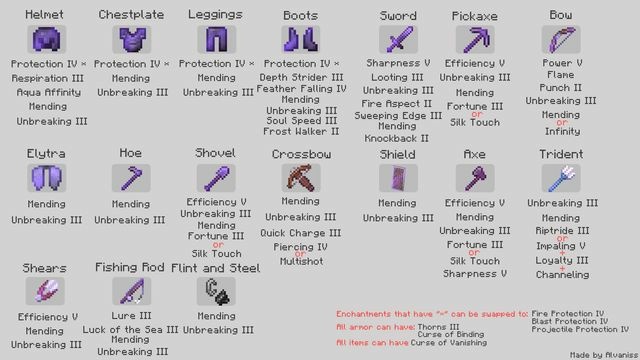 Helmet
Protection IV *
Respiration III
Aqua Affinity
Mending
Unbreaking III
Chestplate
Protection IV *
Mending
Unbreaking III
Leggings
Protection IV *
Mending
Unbreaking III
Boots
Protection IV *
Depth Strider III
Feather Falling IV
Mending
Unbreaking III
Soul Speed III
Frost Walker II
Sword
Sharpness V
Looting III
Unbreaking III
Fire Aspect II
Sweeping Edge III
Mending
Knockback II
Pickaxe
Efficiency V
Unbreaking III
Mending
Fortune III
or
Silk Touch
Bow
Power V
Flame
Punch II
Unbreaking III
Mending
or
Infinity
Elytra
Mending
Unbreaking III
Hoe
Mending
Unbreaking III
Shovel
Efficiency V
Unbreaking III
Mending
Fortune III
or
Silk Touch
Crossbow
Mending
Unbreaking III
Quick Charge III
Piercing IV
or
Multishot
Shield
Mending
Unbreaking III
Axe
Efficiency V
Mending
Unbreaking III
Fortune III
or
Silk Touch
Sharpness V
Trident
Unbreaking III
Mending
Riptide III
or
Impaling V
+
Loyalty III
+
Channeling
Shears
Efficiency V
Mending
Unbreaking III
Fishing Rod
Lure III
Luck of the Sea III
Mending
Unbreaking III
Flint and Steel
Mending
Unbreaking III
Enchantments that have "*" can be swapped to: Fire Protection IV
Blast Protection IV
Projectile Protection IV
All armor can have: Thorns III
Curse of Binding
All items can have Curse of Vanishing
Made by Alvaniss